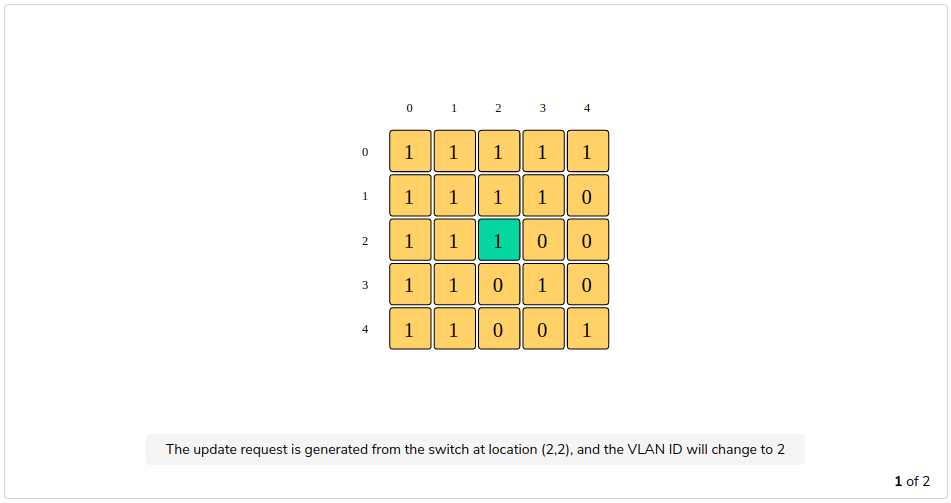 0 1 2 3 4
0 1 1 1 1 1
1 1 1 1 1 0
2 1 1 1 0 0
3 1 1 0 1 0
4 1 1 0 0 1
The update request is generated from the switch at location (2,2), and the VLAN ID will change to 2
1 of 2